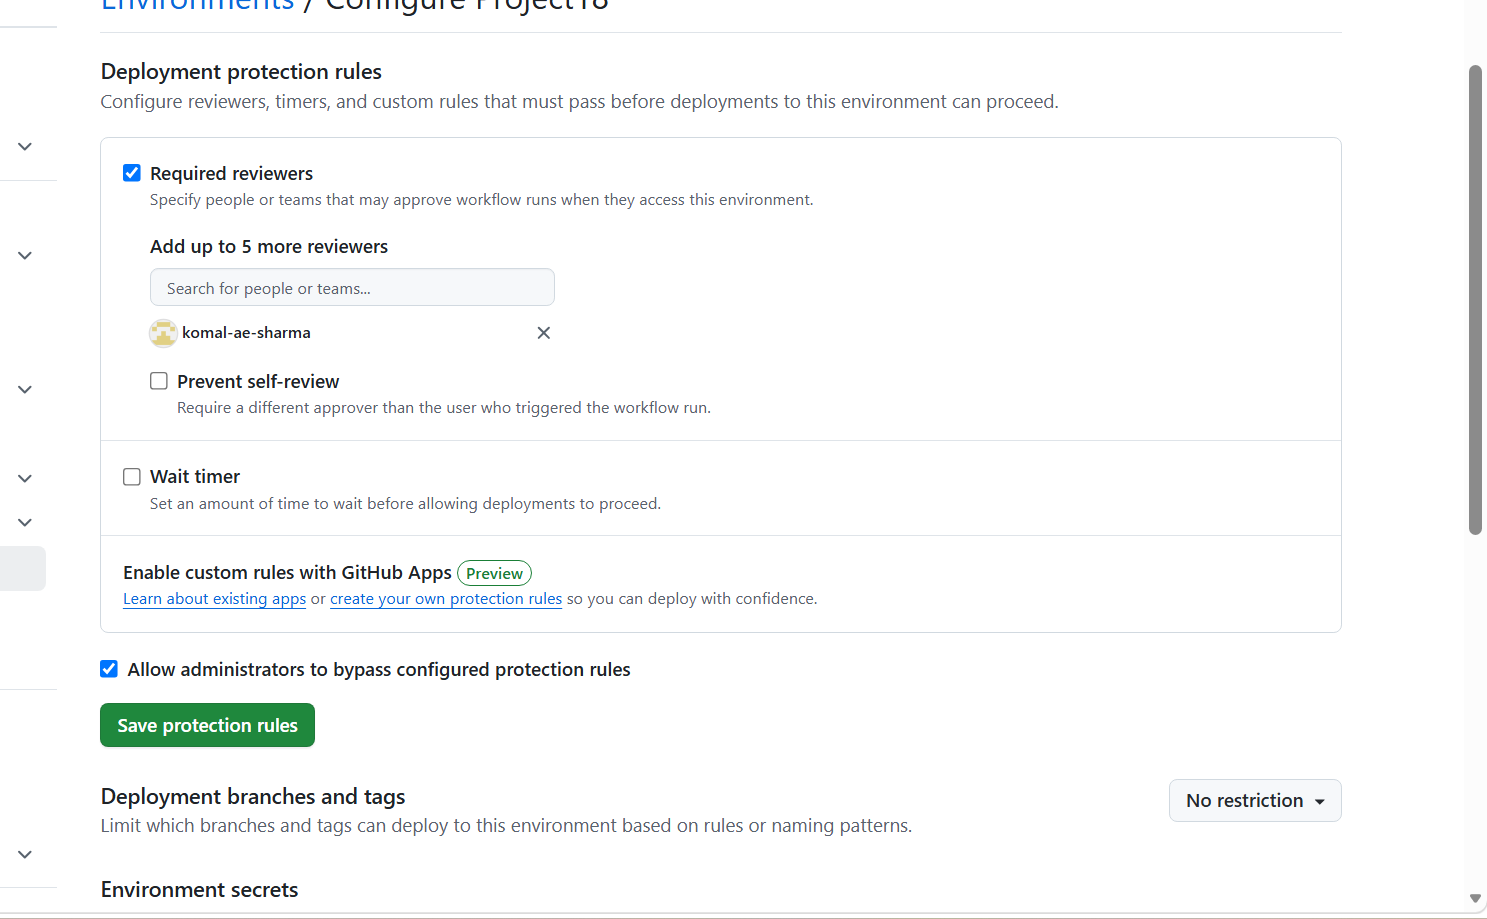 Environments / Configure Project18
Deployment protection rules
Configure reviewers, timers, and custom rules that must pass before deployments to this environment can proceed.
Required reviewers
Specify people or teams that may approve workflow runs when they access this environment.
Add up to 5 more reviewers
Search for people or teams...
komal-ae-sharma
Prevent self-review
Require a different approver than the user who triggered the workflow run.
Wait timer
Set an amount of time to wait before allowing deployments to proceed.
Enable custom rules with GitHub Apps Preview
Learn about existing apps or create your own protection rules so you can deploy with confidence.
Allow administrators to bypass configured protection rules
Save protection rules
Deployment branches and tags
No restriction
Limit which branches and tags can deploy to this environment based on rules or naming patterns.
Environment secrets